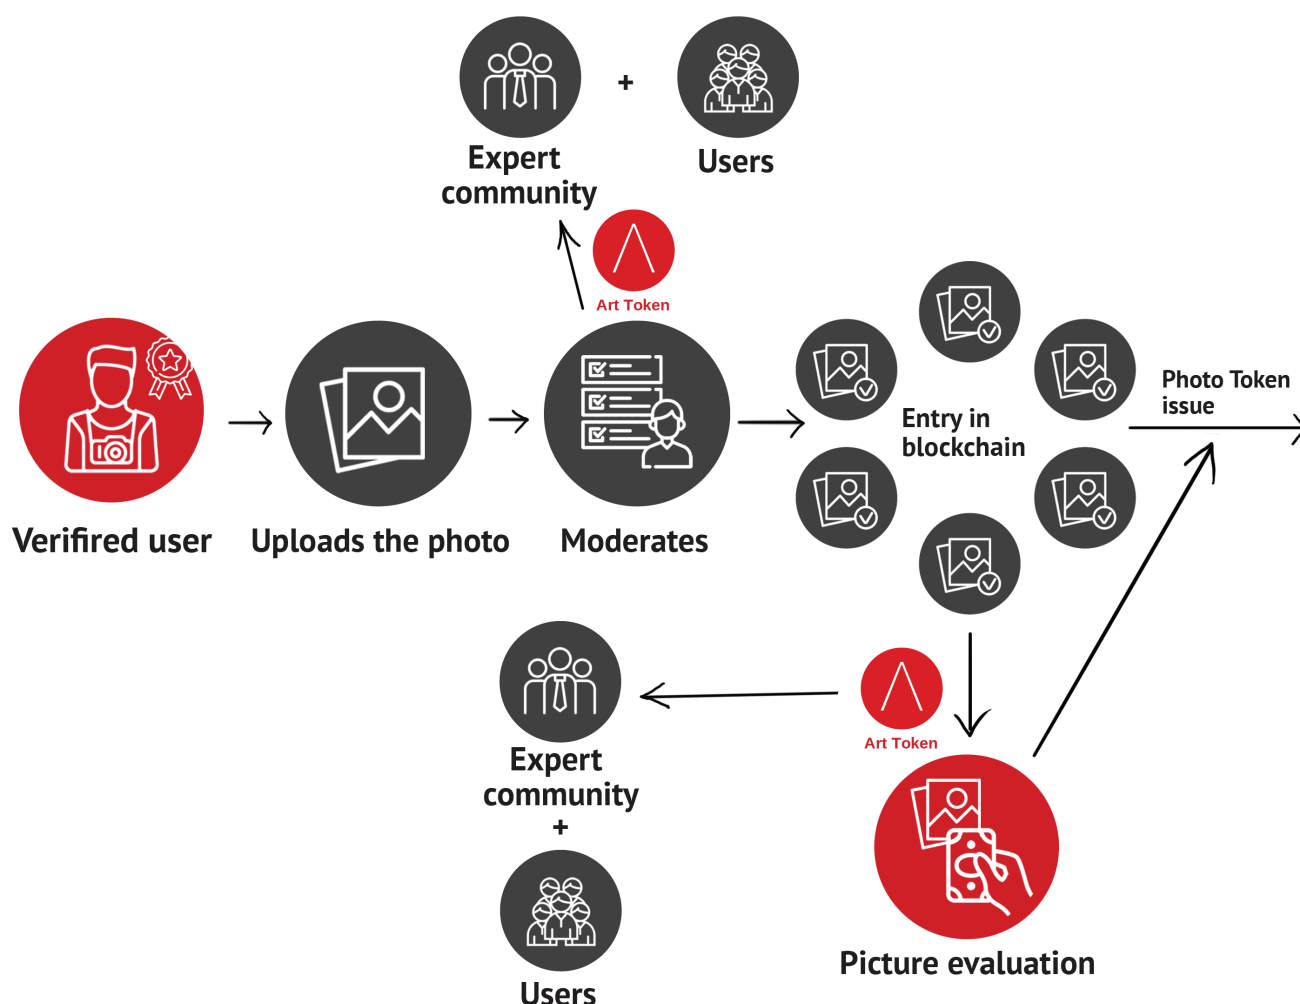 Expert
community
+
Users
Art Token
Verifired user
Uploads the photo
Moderates
Entry in
blockchain
Photo Token
issue
Expert
community
+
Users
Art Token
Picture evaluation